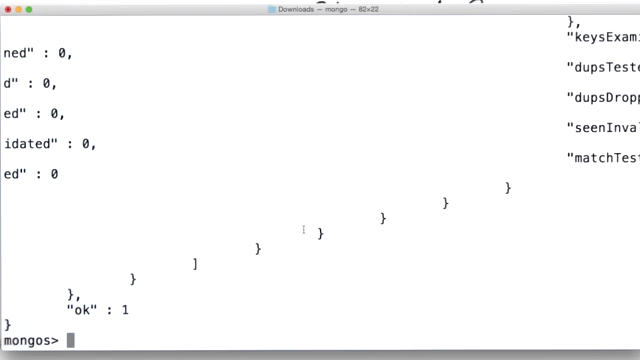 Downloads — mongo — 82×22
},
"keysExami
ned" : 0,
"dupsTeste
d" : 0,
"dupsDropp
ed" : 0,
"seenInva
idated" : 0,
"matchTest
ed" : 0
}
}
}
}
}
]
}
},
"ok" : 1
}
mongos>